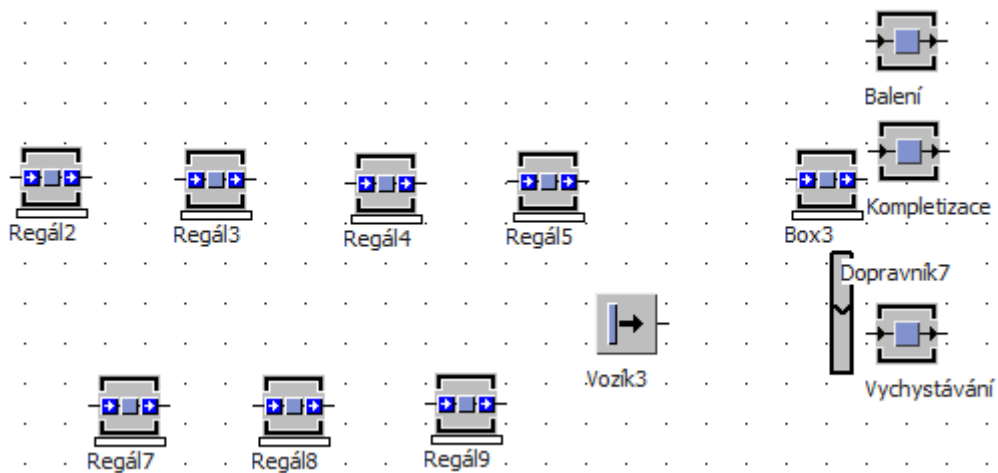 Balení
Kompletizace
Regál2
Regál3
Regál4
Regál5
Box3
Dopravník7
Vozík3
Vychystávání
Regál7
Regál8
Regál9